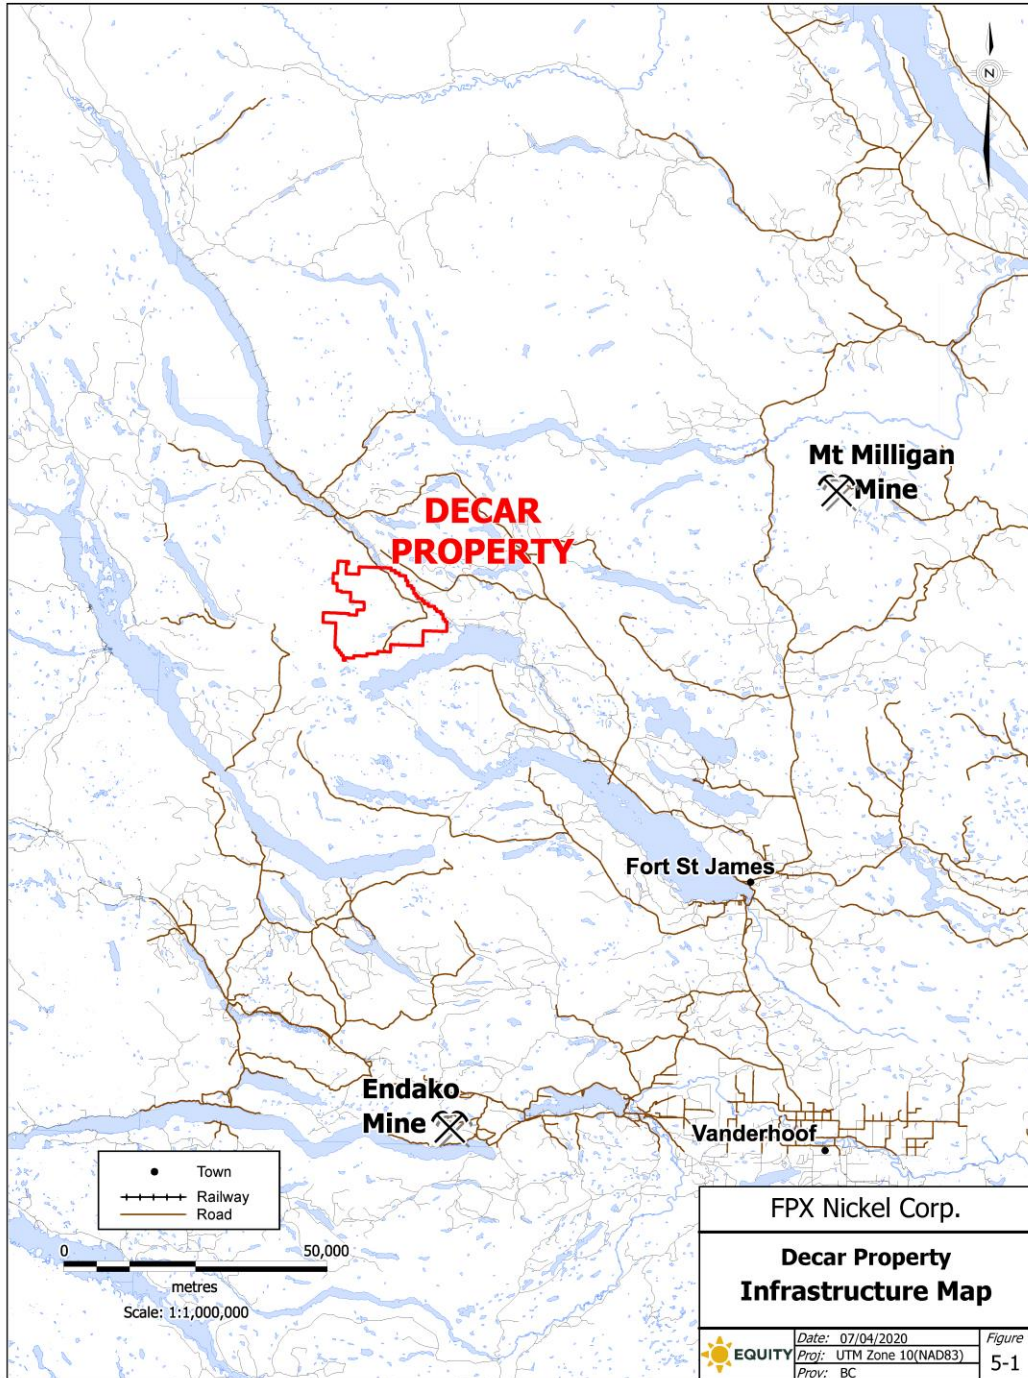 N
Mt Milligan
Mine
DECAR
PROPERTY
Fort St James
Endako
Mine
Vanderhoof
Town
Railway
Road
0 50,000
metres
Scale: 1:1,000,000
FPX Nickel Corp.
Decar Property
Infrastructure Map
EQUITY
Date: 07/04/2020
Proj: UTM Zone 10(NAD83)
Prov: BC
Figure
5-1